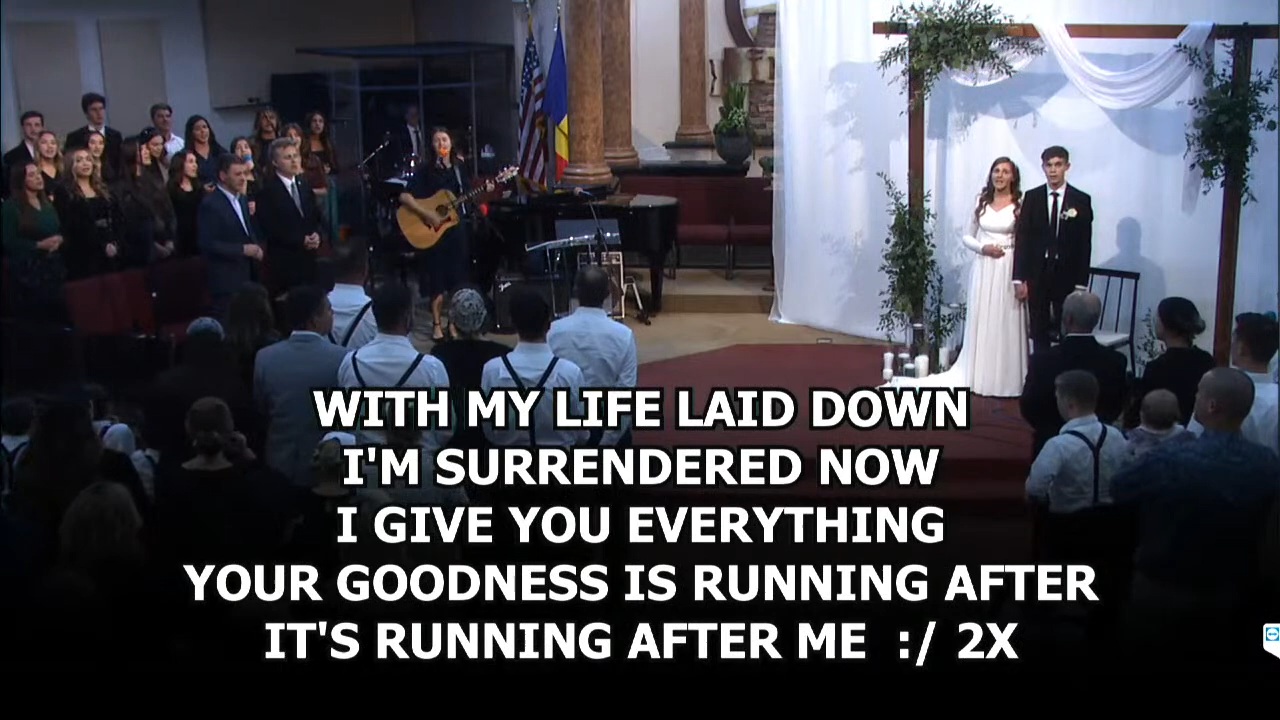 WITH MY LIFE LAID DOWN
I'M SURRENDERED NOW
I GIVE YOU EVERYTHING
YOUR GOODNESS IS RUNNING AFTER
IT'S RUNNING AFTER ME  :/ 2X